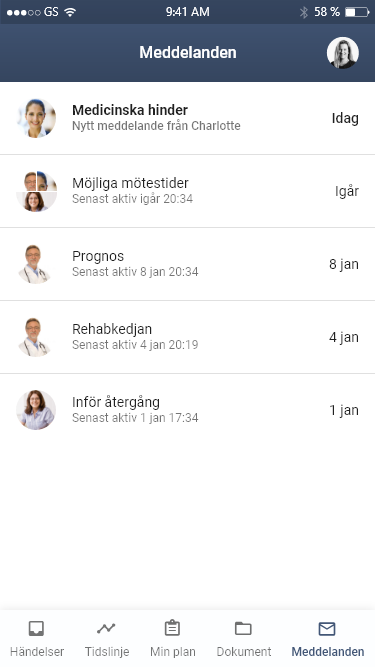 GS 9:41 AM 58 %
Meddelanden
Medicinska hinder
Nytt meddelande från Charlotte
Idag
Möjliga mötestider
Senast aktiv igår 20:34
Igår
Prognos
Senast aktiv 8 jan 20:34
8 jan
Rehabkedjan
Senast aktiv 4 jan 20:19
4 jan
Inför återgång
Senast aktiv 1 jan 17:34
1 jan
Händelser Tidslinje Min plan Dokument Meddelanden